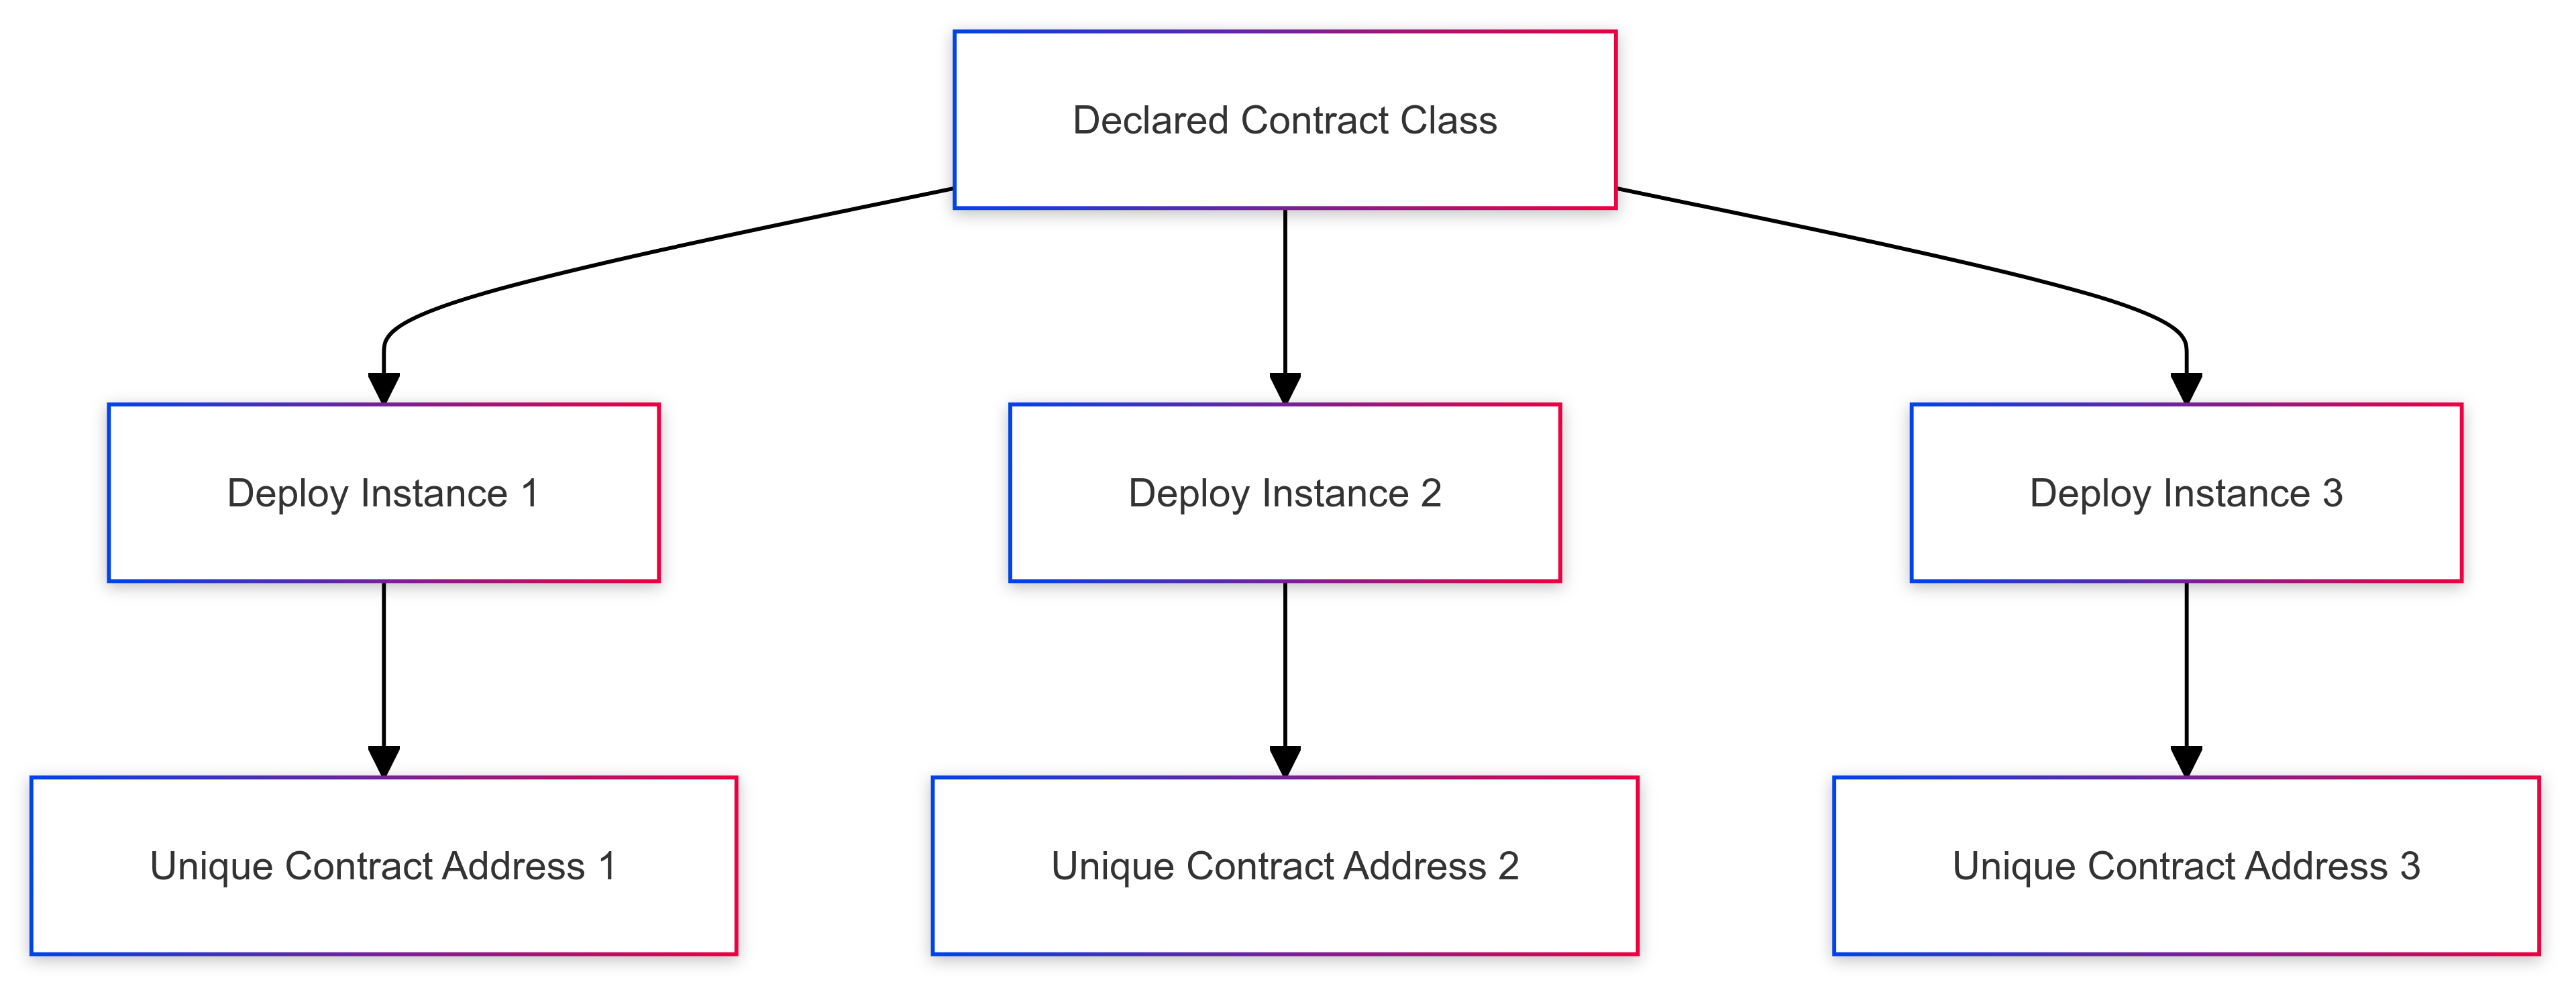 Declared Contract Class
Deploy Instance 1
Deploy Instance 2
Deploy Instance 3
Unique Contract Address 1
Unique Contract Address 2
Unique Contract Address 3